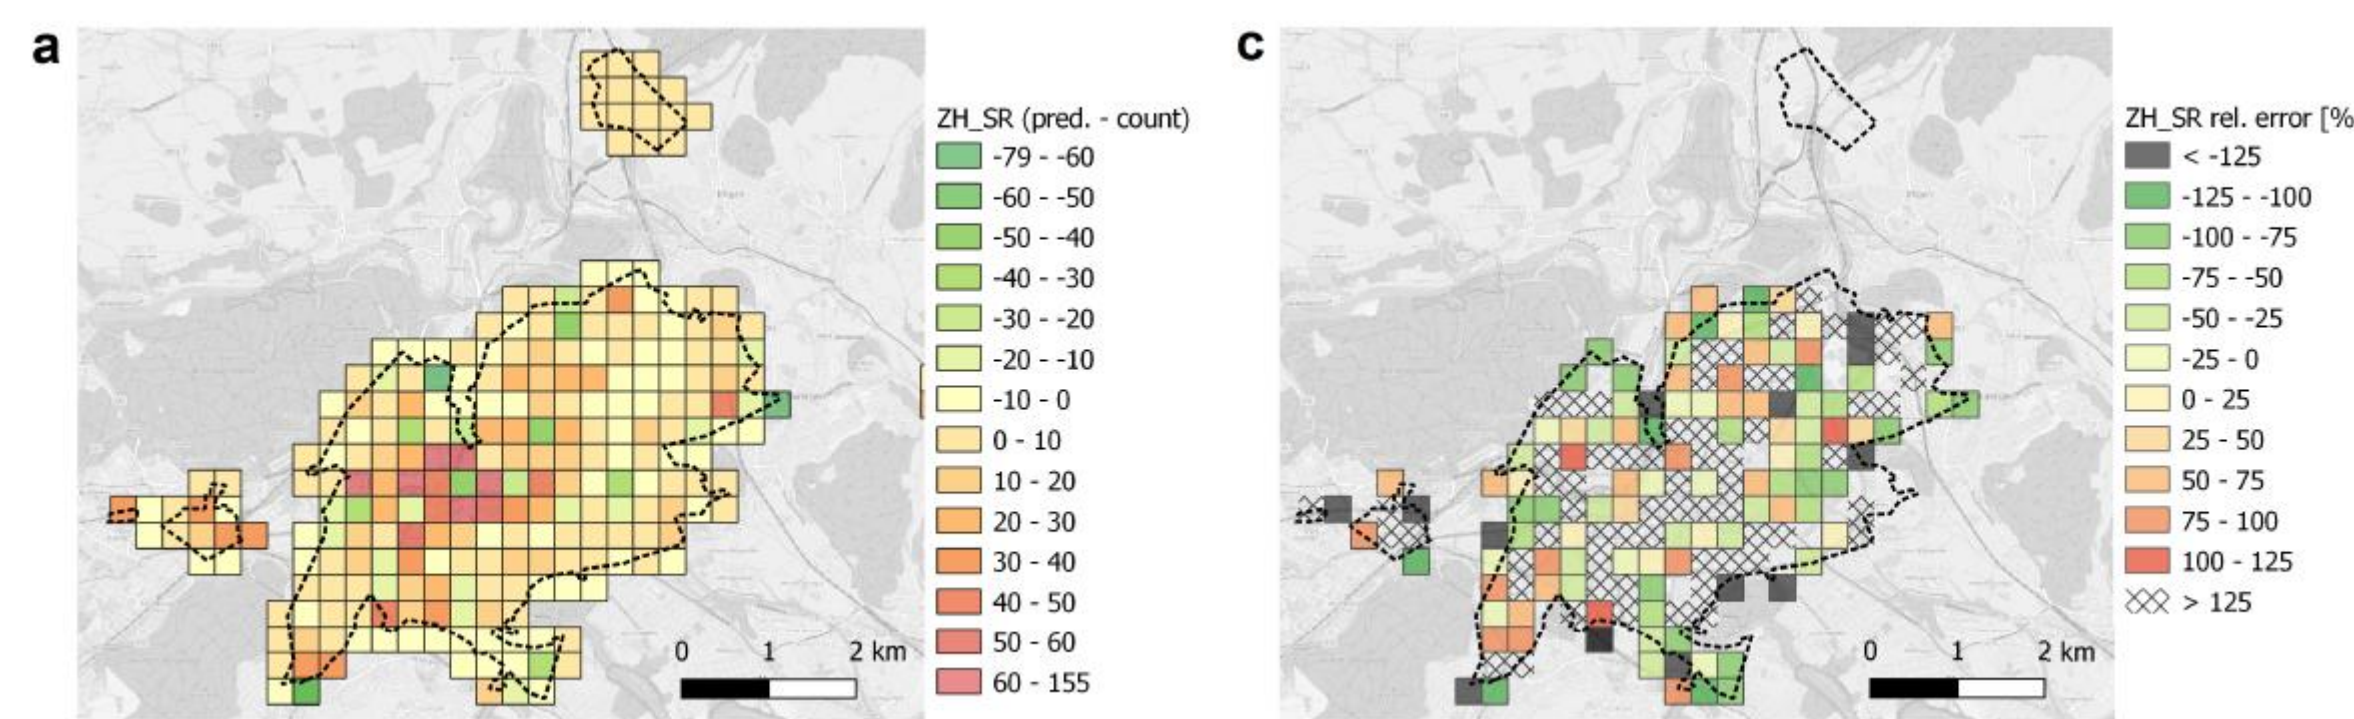 a
ZH_SR (pred. - count)
-79 - -60
-60 - -50
-50 - -40
-40 - -30
-30 - -20
-20 - -10
-10 - 0
0 - 10
10 - 20
20 - 30
30 - 40
40 - 50
50 - 60
60 - 155
0 1 2 km
c
ZH_SR rel. error [%
< -125
-125 - -100
-100 - -75
-75 - -50
-50 - -25
-25 - 0
0 - 25
25 - 50
50 - 75
75 - 100
100 - 125
> 125
0 1 2 km